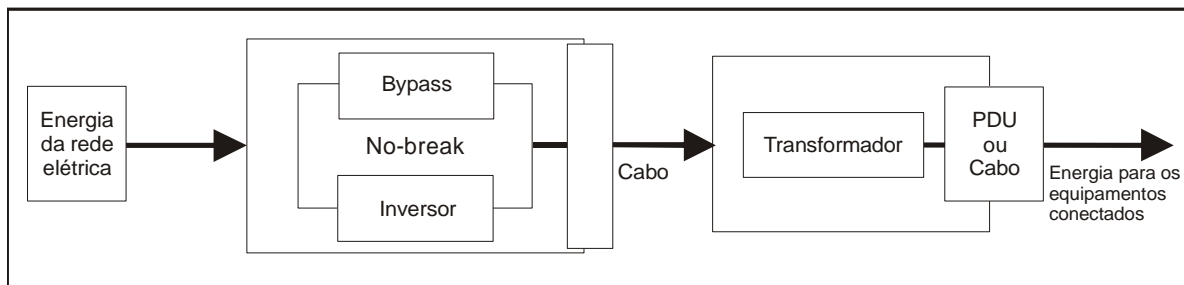 Energia
da rede
elétrica
Bypass
No-break
Inversor
Cabo
Transformador
PDU
ou
Cabo
Energia para os
equipamentos
conectados